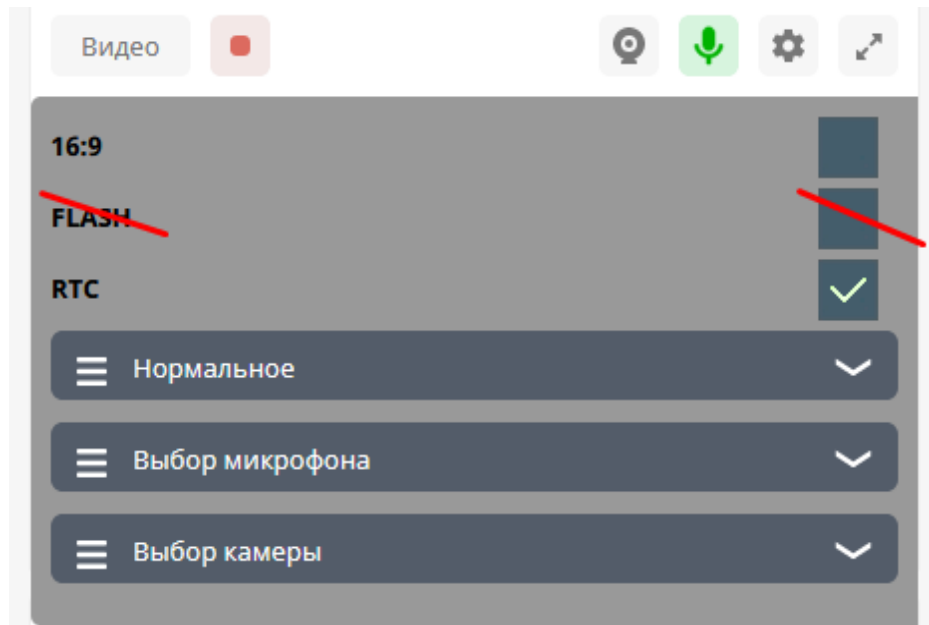 Видео
16:9
FLASH
RTC
Нормальное
Выбор микрофона
Выбор камеры